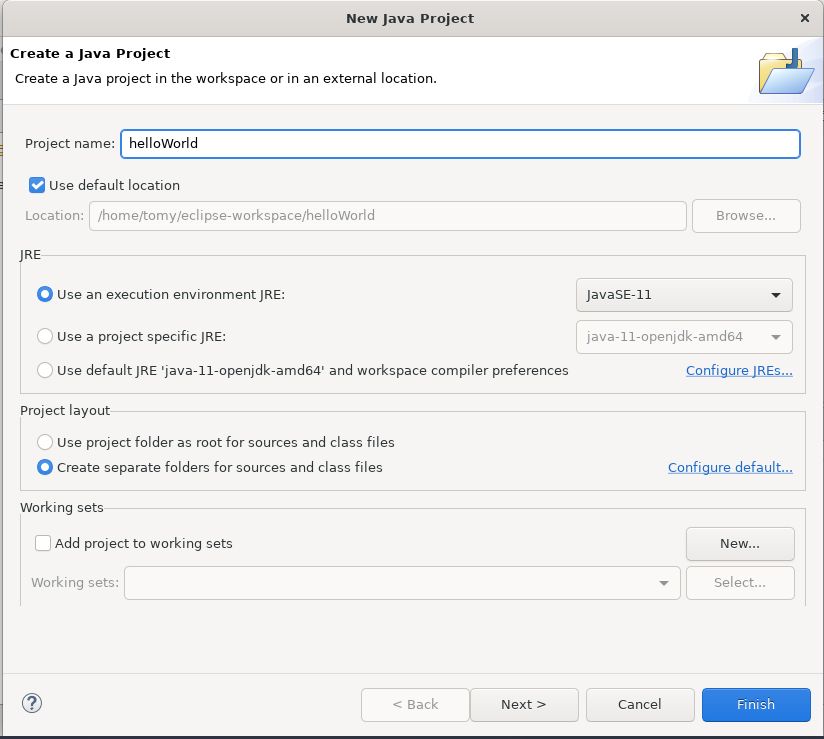 New Java Project
Create a Java Project
Create a Java project in the workspace or in an external location.
Project name: helloWorld
Use default location
Location: /home/tomy/eclipse-workspace/helloWorld Browse...
JRE
Use an execution environment JRE: JavaSE-11
Use a project specific JRE: java-11-openjdk-amd64
Use default JRE 'java-11-openjdk-amd64' and workspace compiler preferences Configure JREs...
Project layout
Use project folder as root for sources and class files
Create separate folders for sources and class files Configure default...
Working sets
Add project to working sets New...
Working sets: Select...
? < Back Next > Cancel Finish